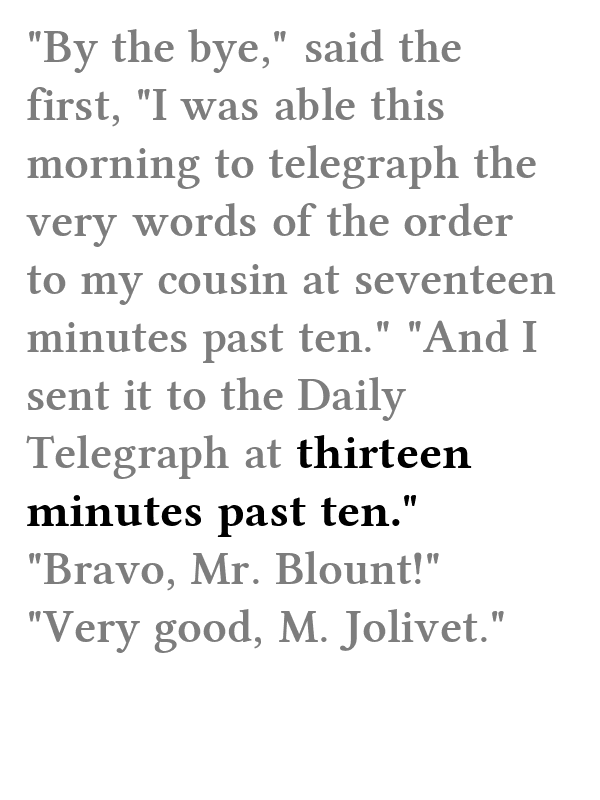 "By the bye," said the
first, "I was able this
morning to telegraph the
very words of the order
to my cousin at seventeen
minutes past ten." "And I
sent it to the Daily
Telegraph at thirteen
minutes past ten."
"Bravo, Mr. Blount!"
"Very good, M. Jolivet."